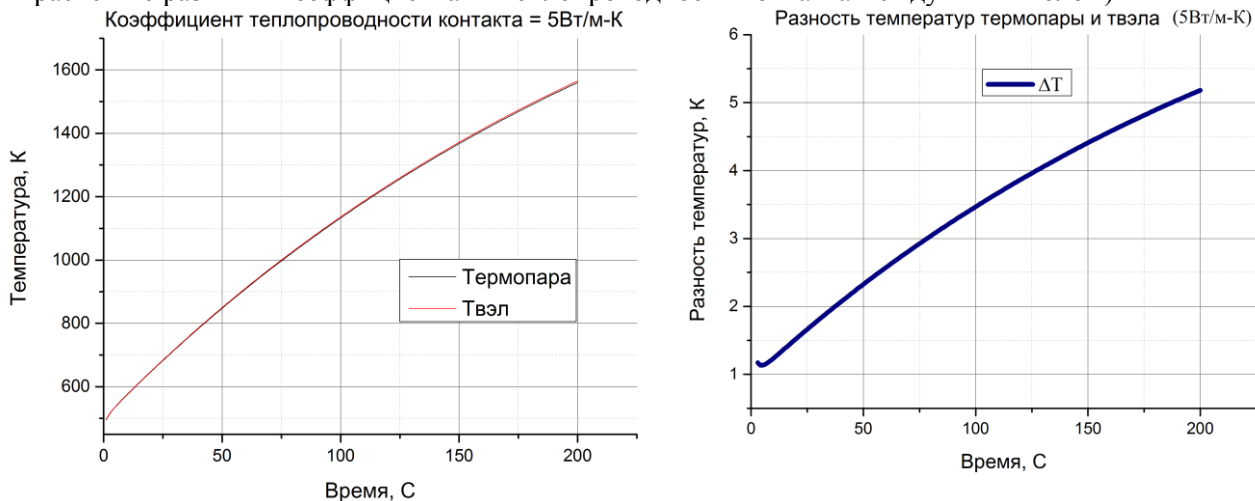 Коэффициент теплопроводности контакта = 5Вт/м-К
1600
1400
1200
1000
800
600
0
50
100
150
200
Температура, К
Время, С
Термопара
Твэл
Разность температур термопары и твэла (5Вт/м-К)
6
5
4
3
2
1
0
50
100
150
200
Разность температур, К
Время, С
ΔT